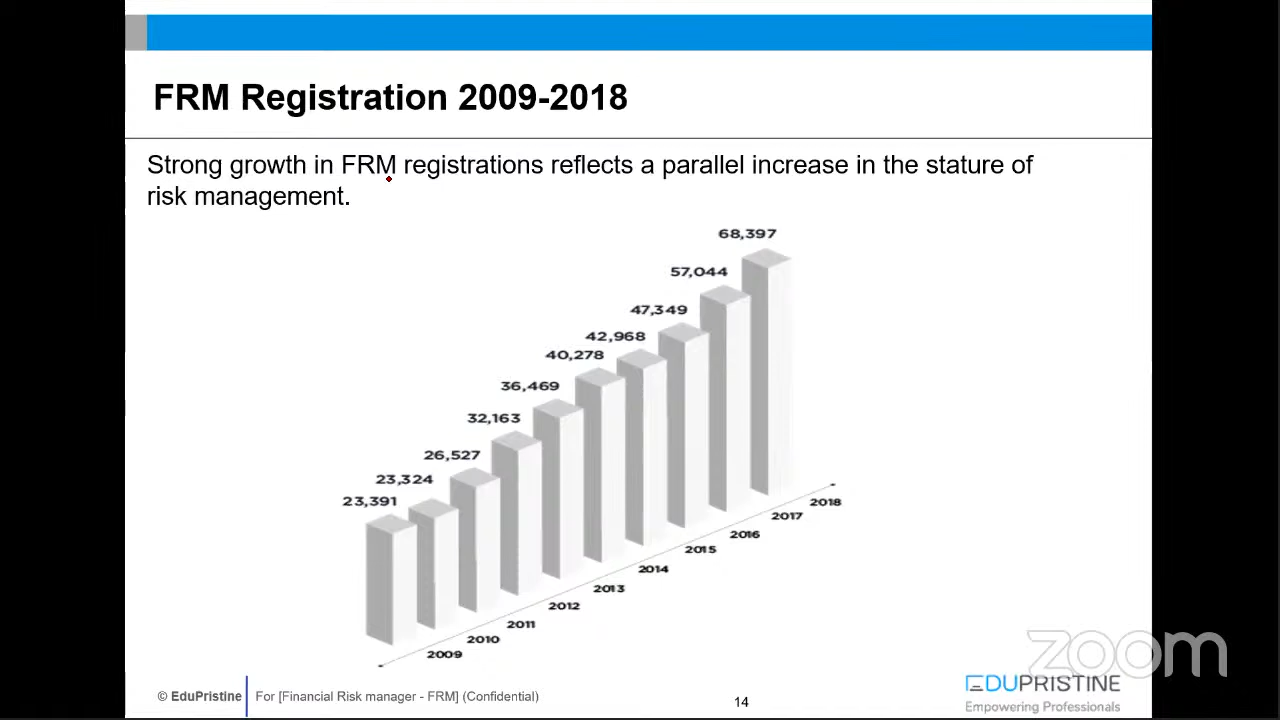 FRM Registration 2009-2018
Strong growth in FRM registrations reflects a parallel increase in the stature of
risk management.
68,397
57,044
47,349
42,968
40,278
36,469
32,163
26,527
23,324
23,391
2018
2017
2016
2015
2014
2013
2012
2011
2010
2009
zoom
© EduPristine
For [Financial Risk manager - FRM] (Confidential)
14
EDUPRISTINE
Empowering Professionals